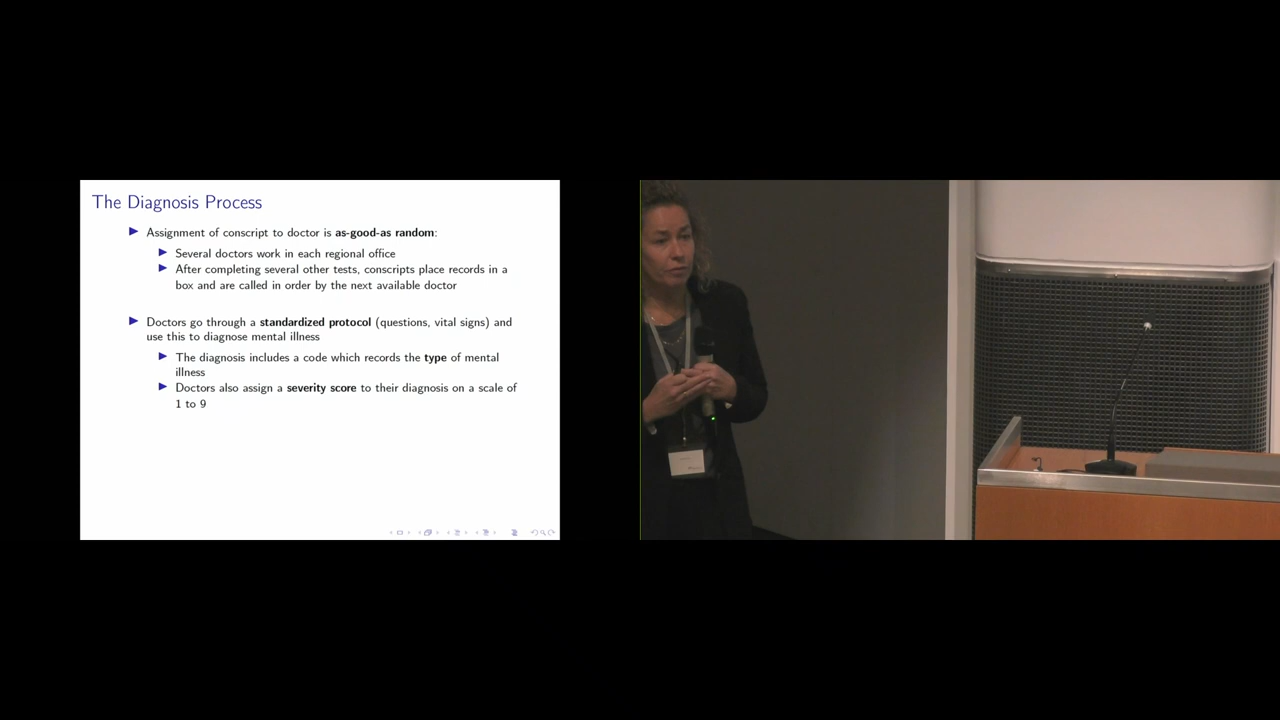 The Diagnosis Process
Assignment of conscript to doctor is as-good-as random:
Several doctors work in each regional office
After completing several other tests, conscripts place records in a
box and are called in order by the next available doctor
Doctors go through a standardized protocol (questions, vital signs) and
use this to diagnose mental illness
The diagnosis includes a code which records the type of mental
illness
Doctors also assign a severity score to their diagnosis on a scale of
1 to 9